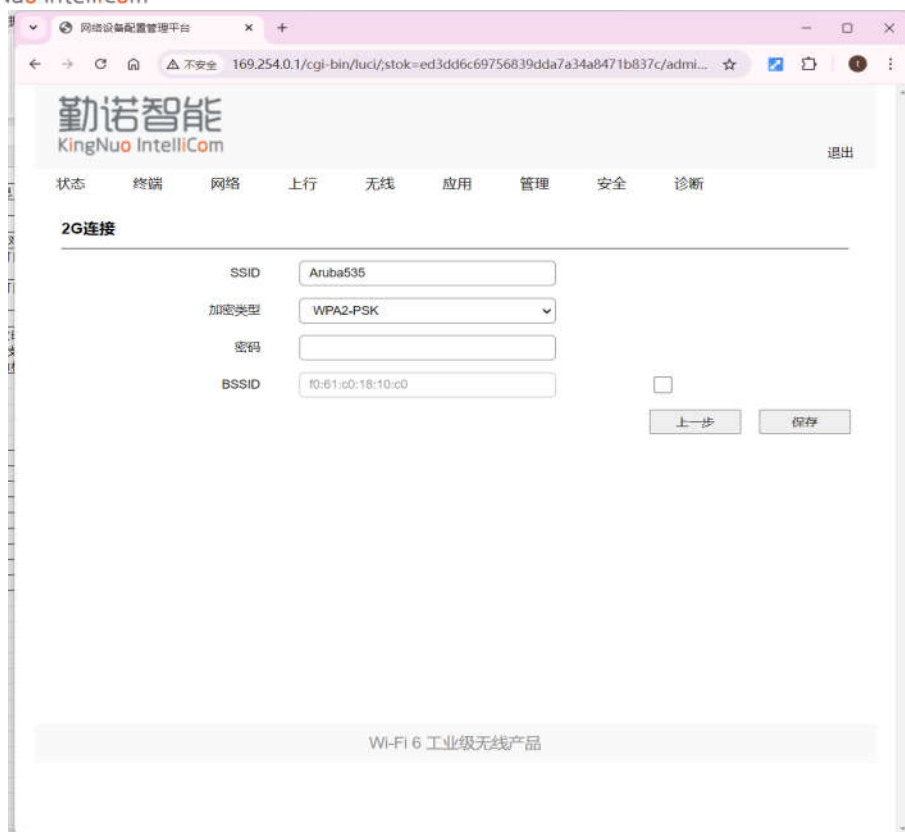 网络设备配置管理平台
不安全 169.254.0.1/cgi-bin/luci/;stok=ed3dd6c69756839dda7a34a8471b837c/admi...
勤诺智能
KingNuo IntelliCom
退出
状态 终端 网络 上行 无线 应用 管理 安全 诊断
2G连接
SSID Aruba535
加密类型 WPA2-PSK
密码
BSSID f0:61:c0:18:10:c0
上一步 保存
Wi-Fi 6 工业级无线产品